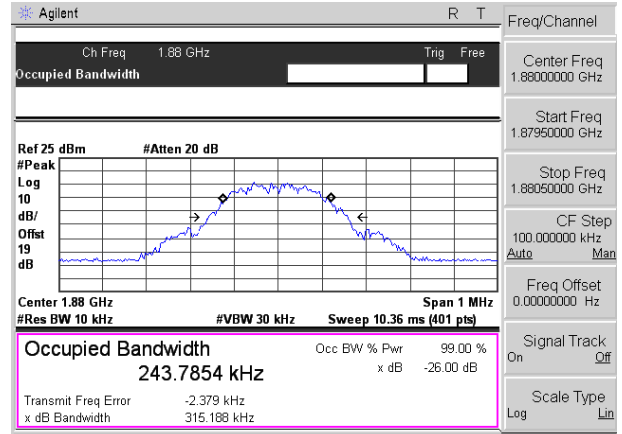 Agilent R T
Freq/Channel
Ch Freq 1.88 GHz Trig Free
Occupied Bandwidth
Center Freq
1.88000000 GHz
Start Freq
1.87950000 GHz
Stop Freq
1.88050000 GHz
CF Step
100.000000 kHz
Auto Man
Freq Offset
0.00000000 Hz
Signal Track
On Off
Scale Type
Log Lin
Ref 25 dBm #Atten 20 dB
#Peak
Log
10
dB/
Offst
19
dB
Center 1.88 GHz Span 1 MHz
#Res BW 10 kHz #VBW 30 kHz Sweep 10.36 ms (401 pts)
Occupied Bandwidth Occ BW % Pwr 99.00 %
243.7854 kHz x dB -26.00 dB
Transmit Freq Error -2.379 kHz
x dB Bandwidth 315.188 kHz